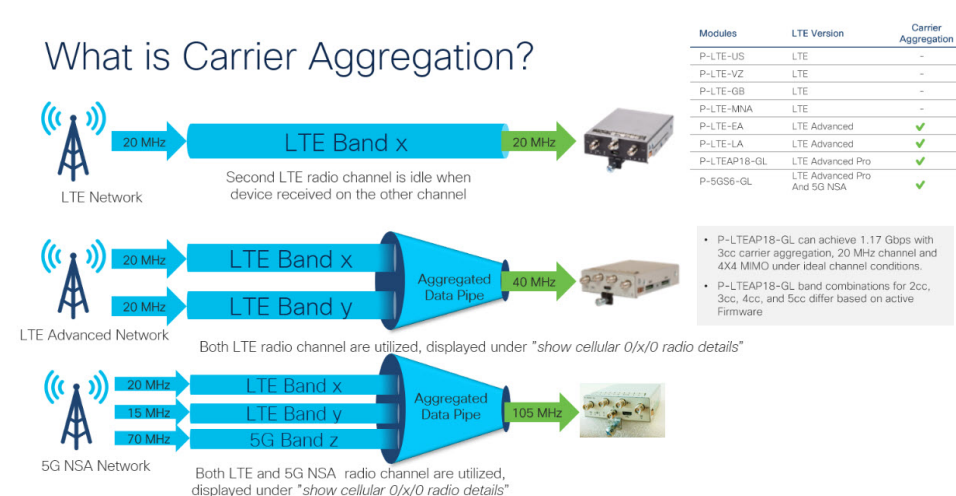 What is Carrier Aggregation?
20 MHz
LTE Band x
20 MHz
Second LTE radio channel is idle when
device received on the other channel
LTE Network
20 MHz
LTE Band x
20 MHz
LTE Band y
Aggregated
Data Pipe
40 MHz
LTE Advanced Network
Both LTE radio channel are utilized, displayed under "show cellular 0/x/0 radio details"
20 MHz
LTE Band x
15 MHz
LTE Band y
70 MHz
5G Band z
Aggregated
Data Pipe
105 MHz
5G NSA Network
Both LTE and 5G NSA radio channel are utilized,
displayed under "show cellular 0/x/0 radio details"
Modules LTE Version Carrier
Aggregation
P-LTE-US LTE -
P-LTE-VZ LTE -
P-LTE-GB LTE -
P-LTE-MNA LTE -
P-LTE-EA LTE Advanced ✔
P-LTE-LA LTE Advanced ✔
P-LTEAP18-GL LTE Advanced Pro ✔
P-5GS6-GL LTE Advanced Pro
And 5G NSA ✔
• P-LTEAP18-GL can achieve 1.17 Gbps with
3cc carrier aggregation, 20 MHz channel and
4X4 MIMO under ideal channel conditions.
• P-LTEAP18-GL band combinations for 2cc,
3cc, 4cc, and 5cc differ based on active
Firmware